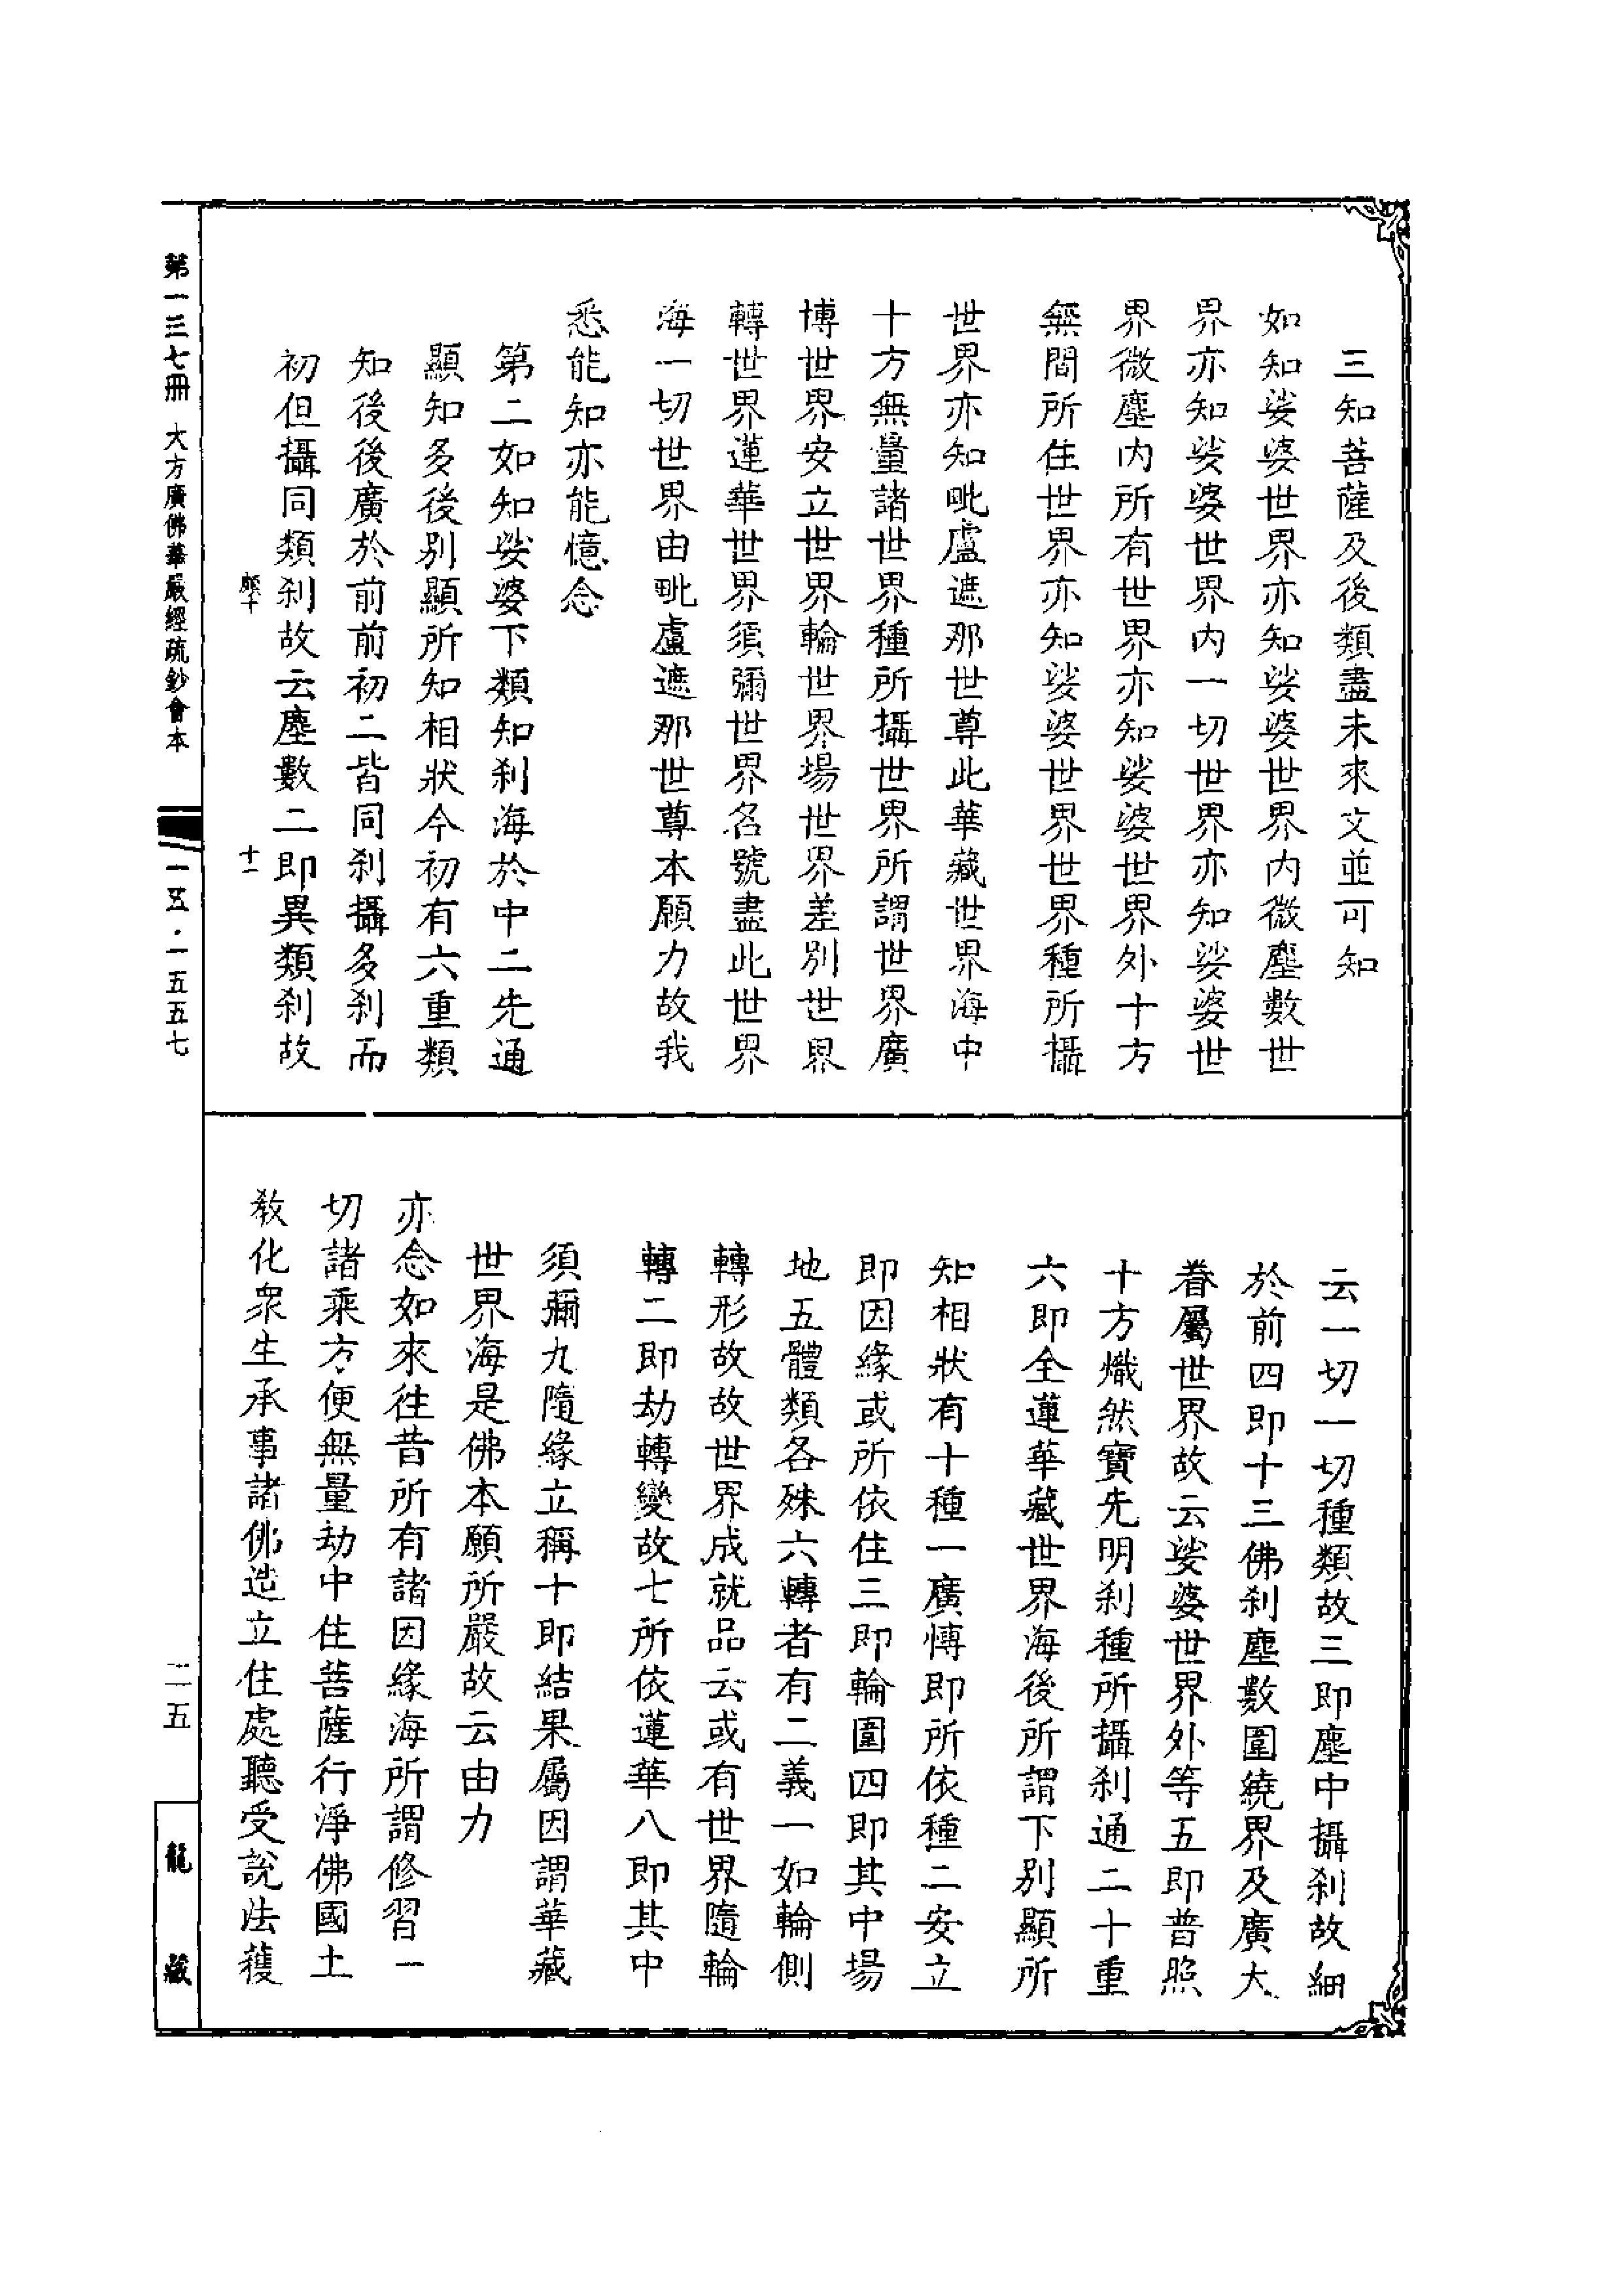 三知菩薩及後類盡未來文並可知
如知娑婆世界亦知娑婆世界内微塵數世
界亦知娑婆世界内一切世界亦知娑婆世
界微塵内所有世界亦知娑婆世界外十方
無間所住世界亦知娑婆世界世界種所攝
世界亦知毗盧遮那世尊此華藏世界海中
十方無量諸世界種所攝世界所謂世界廣
博世界安立世界輪世界場世界差別世界
轉世界蓮華世界須彌世界名號盡此世界
海一切世界由毗盧遮那世尊本願力故我
悉能知亦能憶念
第二如知娑婆下類知刹海於中二先通
顯知多後別顯所知相狀今初有六重類
知後後廣於前前初二皆同刹攝多刹而
初但攝同類刹故云塵數二即異類刹故
十一
云一切一切種類故三即塵中攝刹故細
於前四即十三佛刹塵數圍繞界及廣大
眷屬世界故云娑婆世界外等五即普照
十方熾然寶光明刹種所攝刹通二十重
六即全蓮華藏世界海後所謂下別顯所
知相狀有十種一廣慱即所依種二安立
即因緣或所依住三即輪圍四即其中場
地五體類各殊六轉者有二義一如輪側
轉形故故世界成就品云或有世界隨輪
轉二即劫轉變故七所依蓮華八即其中
須彌九隨緣立稱十即結果屬因謂華藏
世界海是佛本願所嚴故云由力
亦念如來往昔所有諸因緣海所謂修習一
切諸乘方便無量劫中住菩薩行淨佛國土
教化衆生承事諸佛造立住處聽受說法獲
第一三七冊 大方廣佛華嚴經疏鈔會本
一五·一五五七
二五
龍藏